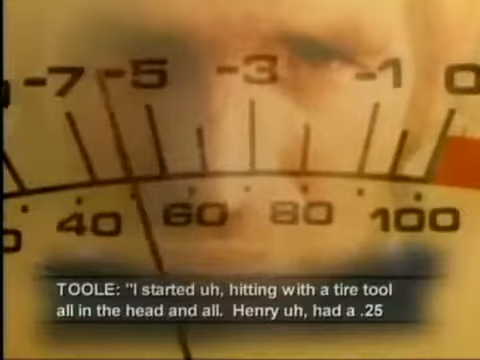 -7 -5 -3 -1 0
40 60 80 100
TOOLE: "I started uh, hitting with a tire tool
all in the head and all. Henry uh, had a .25